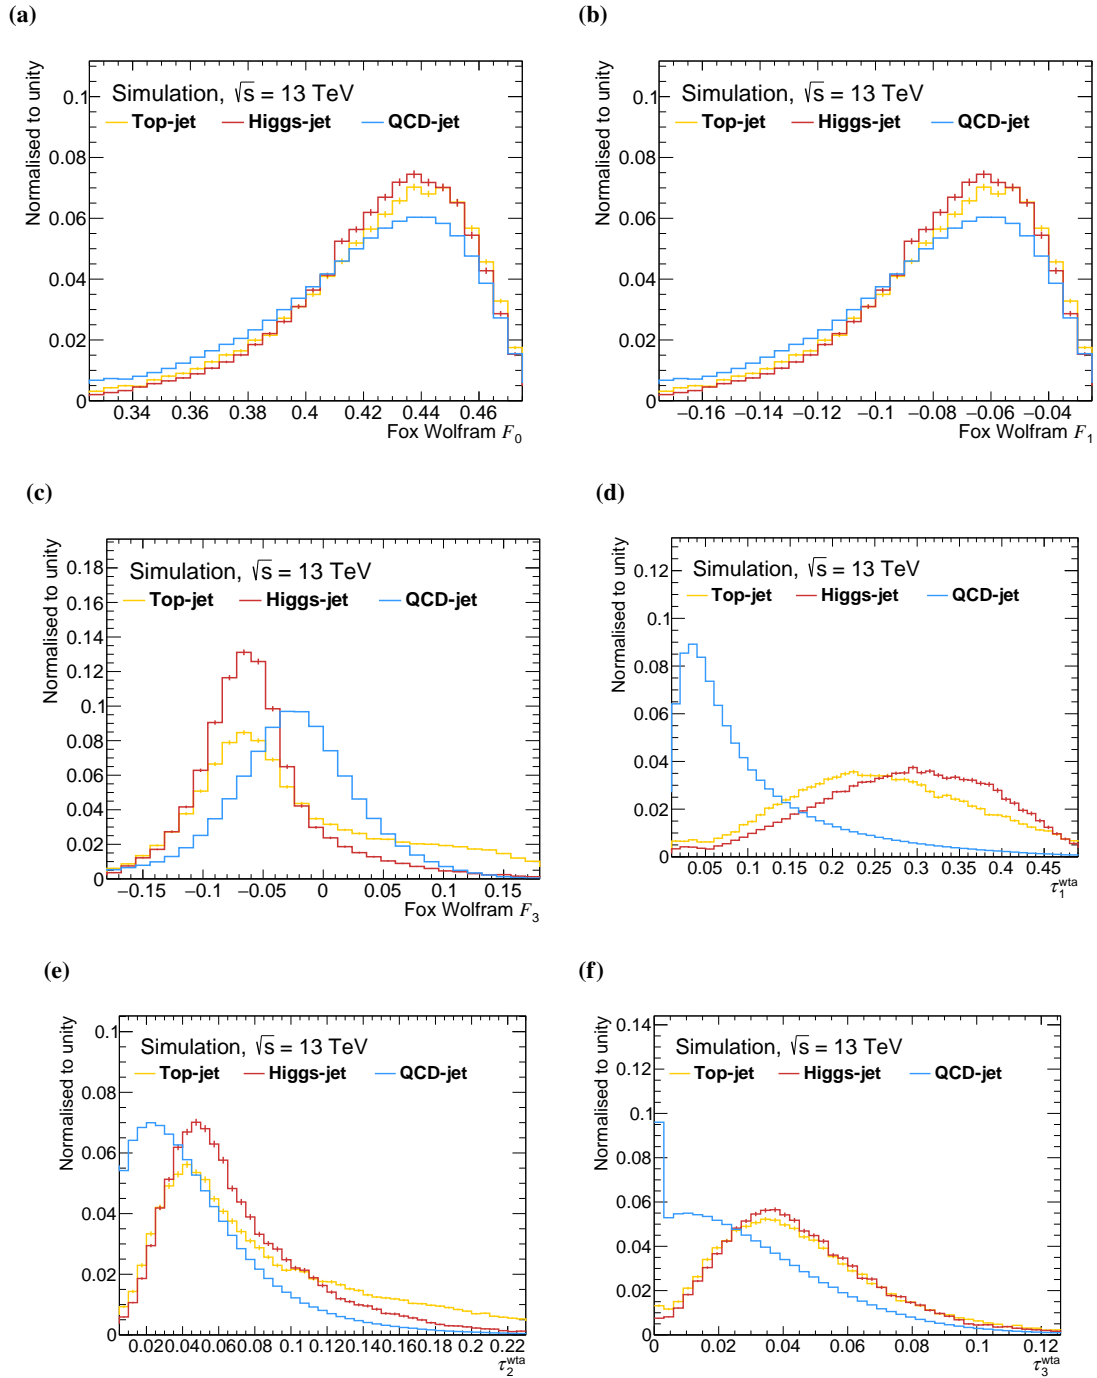 (a)
Normalised to unity
0.1
0.08
0.06
0.04
0.02
0
Simulation, √s = 13 TeV
Top-jet Higgs-jet QCD-jet
0.34 0.36 0.38 0.4 0.42 0.44 0.46
Fox Wolfram F0
(b)
Normalised to unity
0.1
0.08
0.06
0.04
0.02
0
Simulation, √s = 13 TeV
Top-jet Higgs-jet QCD-jet
−0.16 −0.14 −0.12 −0.1 −0.08 −0.06 −0.04
Fox Wolfram F1
(c)
Normalised to unity
0.18
0.16
0.14
0.12
0.1
0.08
0.06
0.04
0.02
0
Simulation, √s = 13 TeV
Top-jet Higgs-jet QCD-jet
−0.15 −0.1 −0.05 0 0.05 0.1 0.15
Fox Wolfram F3
(d)
Normalised to unity
0.12
0.1
0.08
0.06
0.04
0.02
0
Simulation, √s = 13 TeV
Top-jet Higgs-jet QCD-jet
0.05 0.1 0.15 0.2 0.25 0.3 0.35 0.4 0.45
τ1wta
(e)
Normalised to unity
0.1
0.08
0.06
0.04
0.02
0
Simulation, √s = 13 TeV
Top-jet Higgs-jet QCD-jet
0.02 0.04 0.06 0.08 0.1 0.12 0.14 0.16 0.18 0.2 0.22
τ2wta
(f)
Normalised to unity
0.14
0.12
0.1
0.08
0.06
0.04
0.02
0
Simulation, √s = 13 TeV
Top-jet Higgs-jet QCD-jet
0 0.02 0.04 0.06 0.08 0.1 0.12
τ3wta